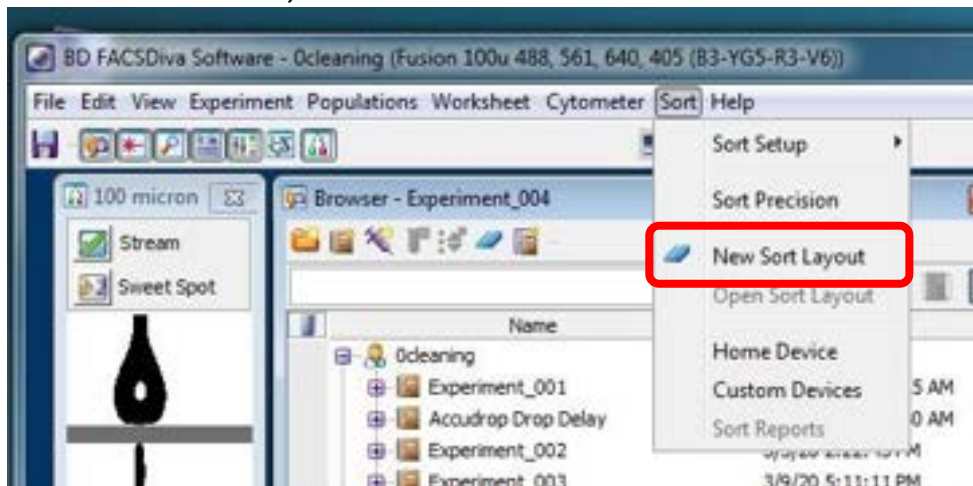 BD FACSDiva Software - 0cleaning (Fusion 100u 488, 561, 640, 405 (B3-YG5-R3-V6))
File Edit View Experiment Populations Worksheet Cytometer Sort Help
Sort Setup
100 micron
Browser - Experiment_004
Sort Precision
Stream
New Sort Layout
Sweet Spot
Open Sort Layout
Name
0cleaning
Home Device
Experiment_001
Custom Devices
5 AM
Accudrop Drop Delay
Sort Reports
0 AM
Experiment_002
Experiment_003
3/9/20 5:11:11 PM